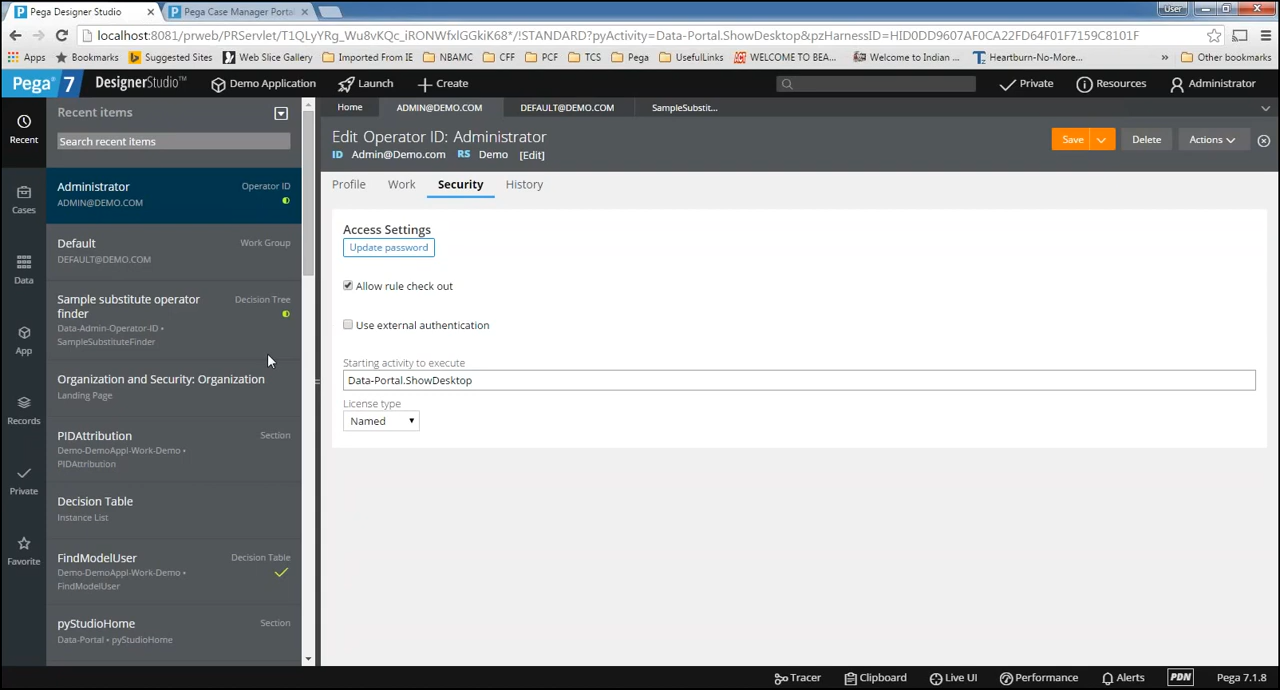 Pega Designer Studio
Pega Case Manager Portal
User
localhost:8081/prweb/PRServlet/T1QLyYRg_Wu8vKQc_iRONWfxlGGkiK68*/!STANDARD?pyActivity=Data-Portal.ShowDesktop&pzHarnessID=HID0DD9607AF0CA22FD64F01F7159C8101F
Apps Bookmarks Suggested Sites Web Slice Gallery Imported From IE NBAMC CFF PCF TCS Pega UsefulLinks WELCOME TO BEA... Welcome to Indian ... Heartburn-No-More... » Other bookmarks
Pega 7 DesignerStudio™ Demo Application Launch Create Private Resources Administrator
Recent items
Search recent items
Recent
Cases
Data
App
Records
Private
Favorite
Administrator Operator ID
ADMIN@DEMO.COM
Default Work Group
DEFAULT@DEMO.COM
Sample substitute operator Decision Tree
finder
Data-Admin-Operator-ID •
SampleSubstituteFinder
Organization and Security: Organization
Landing Page
PIDAttribution Section
Demo-DemoAppl-Work-Demo •
PIDAttribution
Decision Table
Instance List
FindModelUser Decision Table
Demo-DemoAppl-Work-Demo •
FindModelUser
pyStudioHome Section
Data-Portal • pyStudioHome
Home ADMIN@DEMO.COM DEFAULT@DEMO.COM SampleSubstit...
Edit Operator ID: Administrator
ID Admin@Demo.com RS Demo [Edit]
Save Delete Actions
Profile Work Security History
Access Settings
Update password
Allow rule check out
Use external authentication
Starting activity to execute
Data-Portal.ShowDesktop
License type
Named
Tracer Clipboard Live UI Performance Alerts PDN Pega 7.1.8